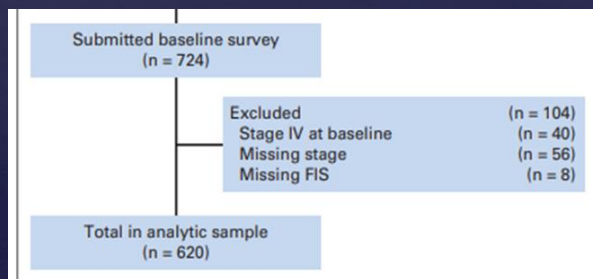 Submitted baseline survey
(n = 724)
Excluded (n = 104)
Stage IV at baseline (n = 40)
Missing stage (n = 56)
Missing FIS (n = 8)
Total in analytic sample
(n = 620)